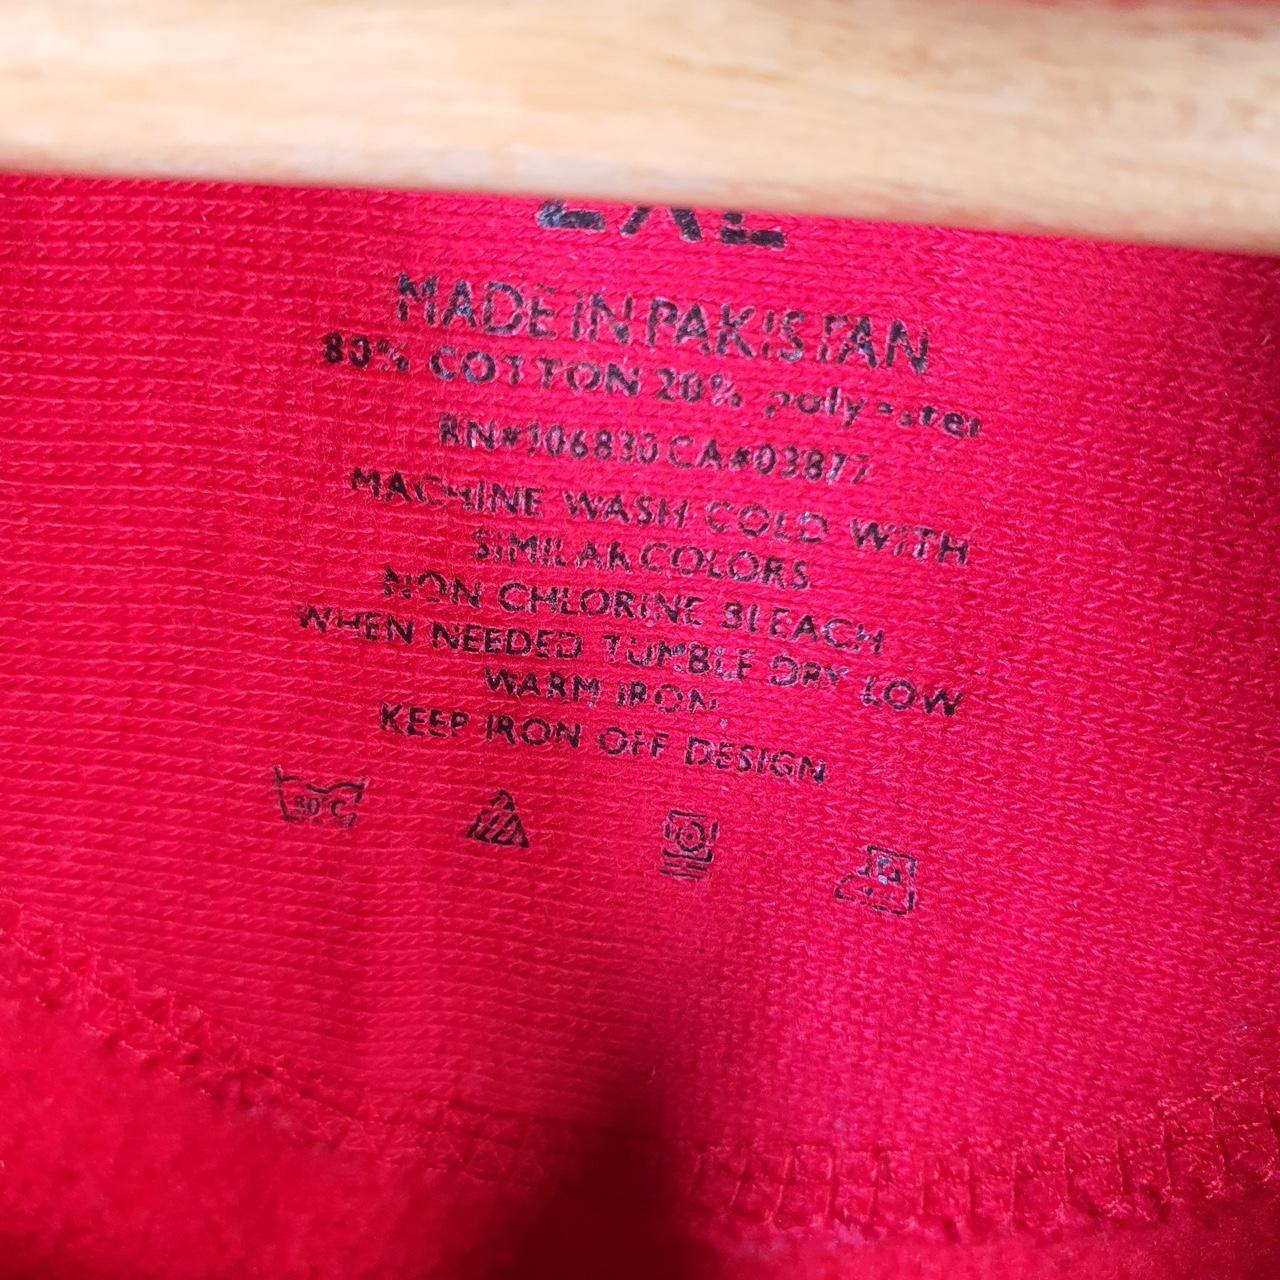 2XL
MADE IN PAKISTAN
80% COTTON 20% polyester
RN#106830 CA#03877
MACHINE WASH COLD WITH
SIMILAR COLORS.
NON CHLORINE BLEACH
WHEN NEEDED TUMBLE DRY LOW
WARM IRON.
KEEP IRON OFF DESIGN
30°C